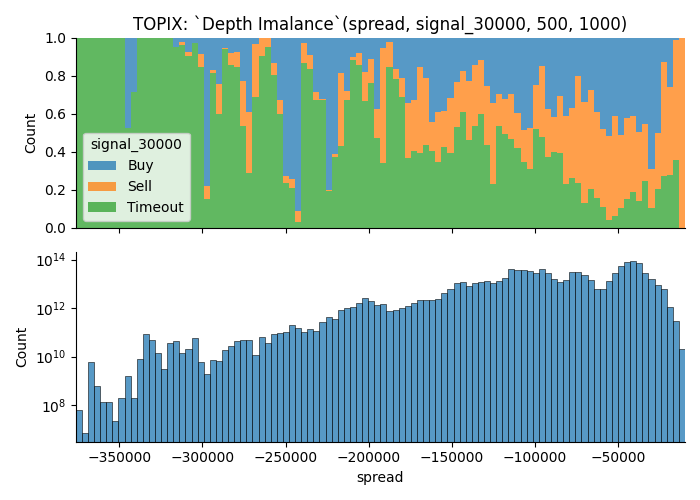 TOPIX: `Depth Imalance`(spread, signal_30000, 500, 1000)
1.0
0.8
0.6
0.4
0.2
0.0
Count
signal_30000
Buy
Sell
Timeout
10^14
10^12
10^10
10^8
Count
−350000 −300000 −250000 −200000 −150000 −100000 −50000
spread